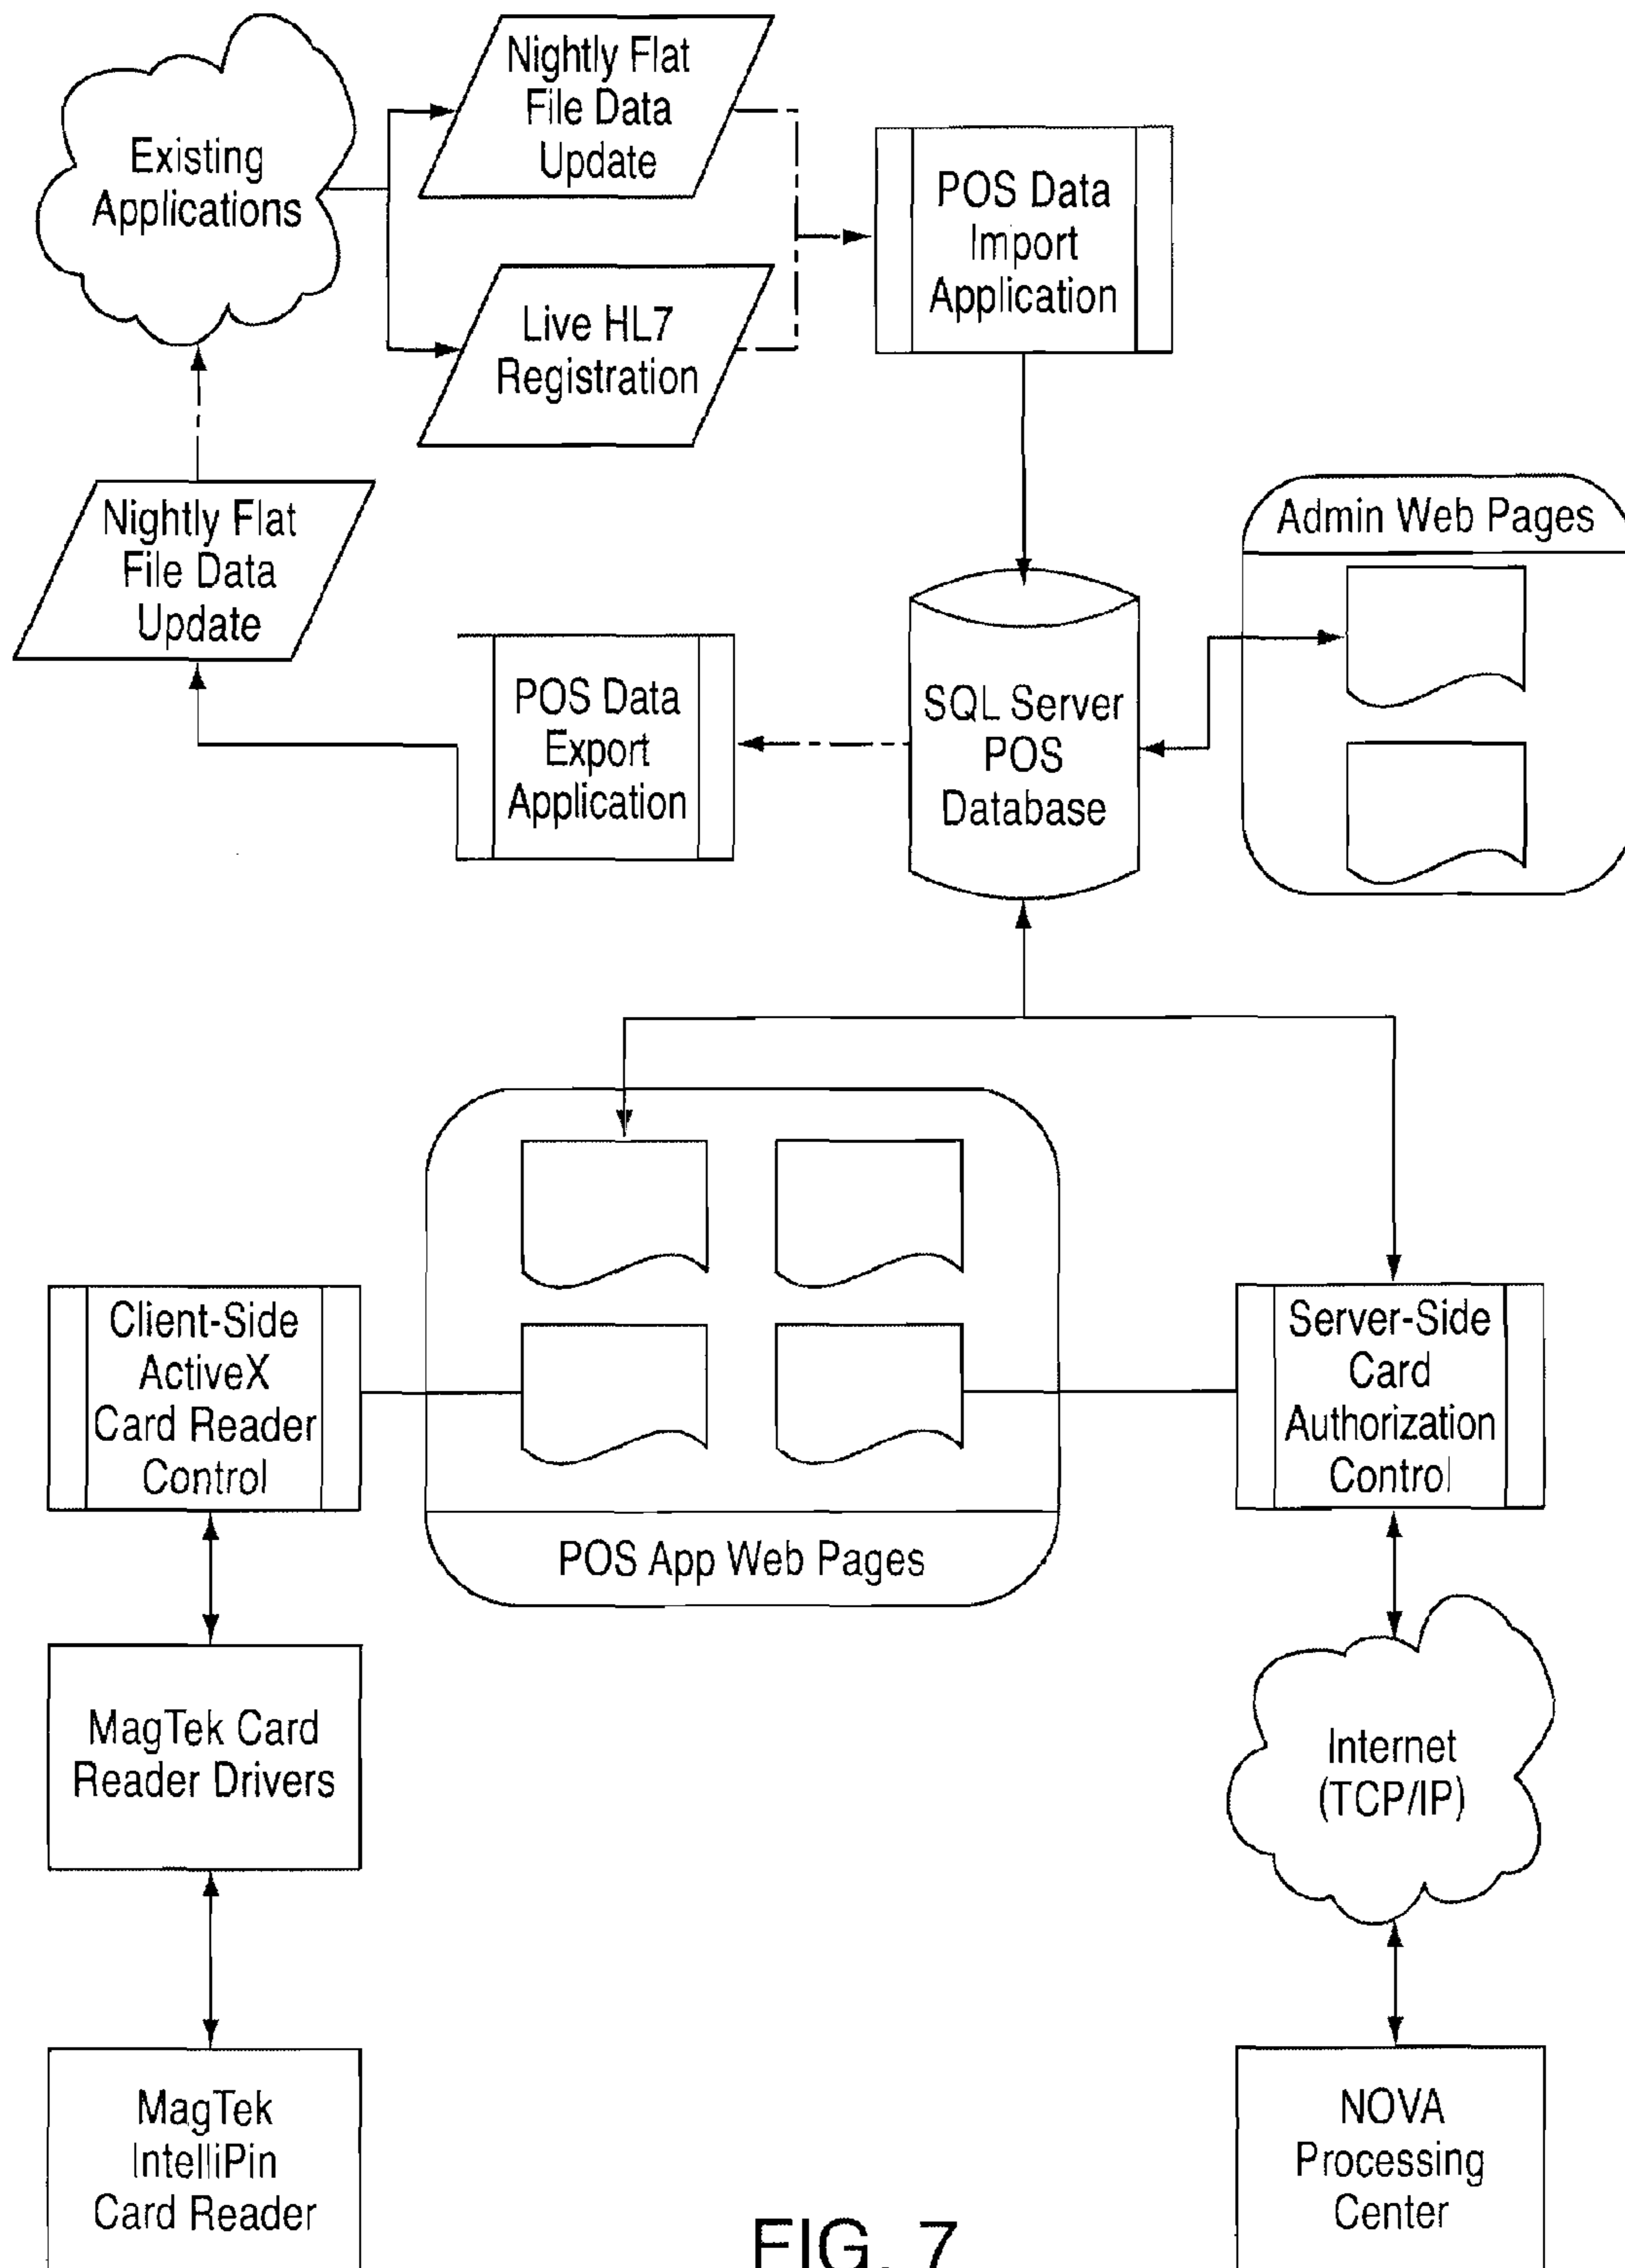 Nightly Flat
File Data
Update
Existing
Applications
POS Data
Import
Application
Live HL7
Registration
Nightly Flat
File Data
Update
Admin Web Pages
POS Data
Export
Application
SQL Server
POS
Database
Client-Side
ActiveX
Card Reader
Control
Server-Side
Card
Authorization
Control
POS App Web Pages
MagTek Card
Reader Drivers
Internet
(TCP/IP)
MagTek
IntelliPin
Card Reader
NOVA
Processing
Center
FIG. 7